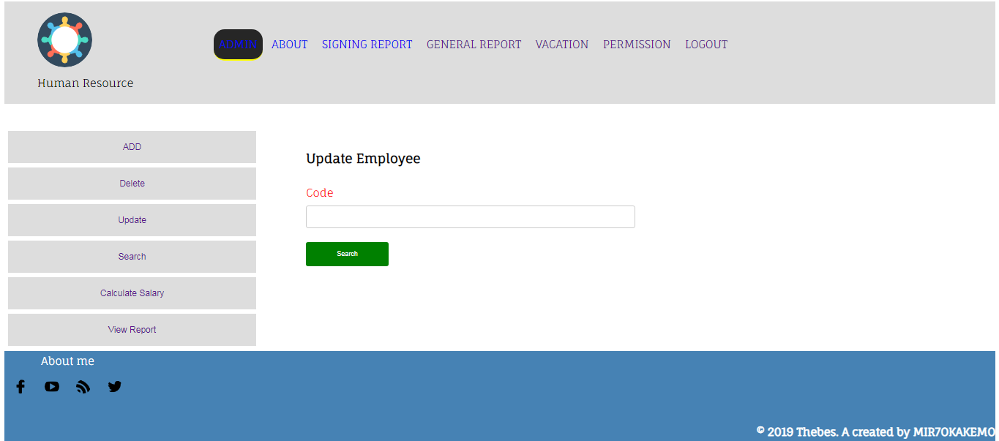 Human Resource
ADMIN ABOUT SIGNING REPORT GENERAL REPORT VACATION PERMISSION LOGOUT
ADD
Delete
Update
Search
Calculate Salary
View Report
Update Employee
Code
Search
About me
© 2019 Thebes. A created by MIR7OKAKEMO